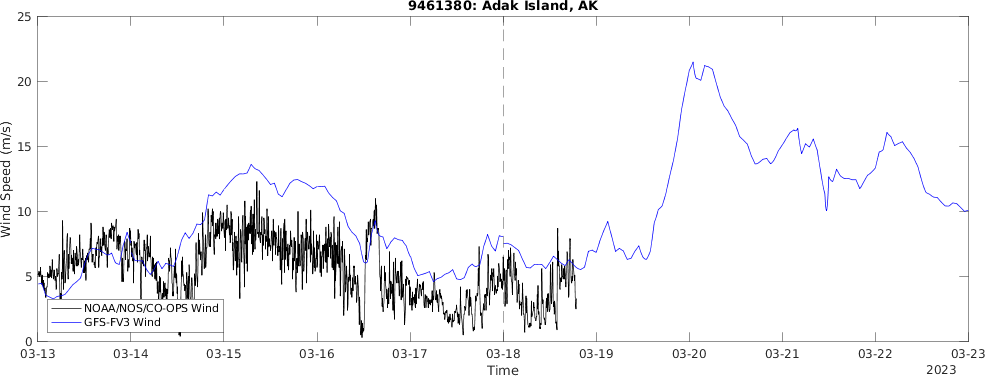 9461380: Adak Island, AK
25
20
15
10
5
0
Wind Speed (m/s)
NOAA/NOS/CO-OPS Wind
GFS-FV3 Wind
03-13 03-14 03-15 03-16 03-17 03-18 03-19 03-20 03-21 03-22 03-23
Time
2023